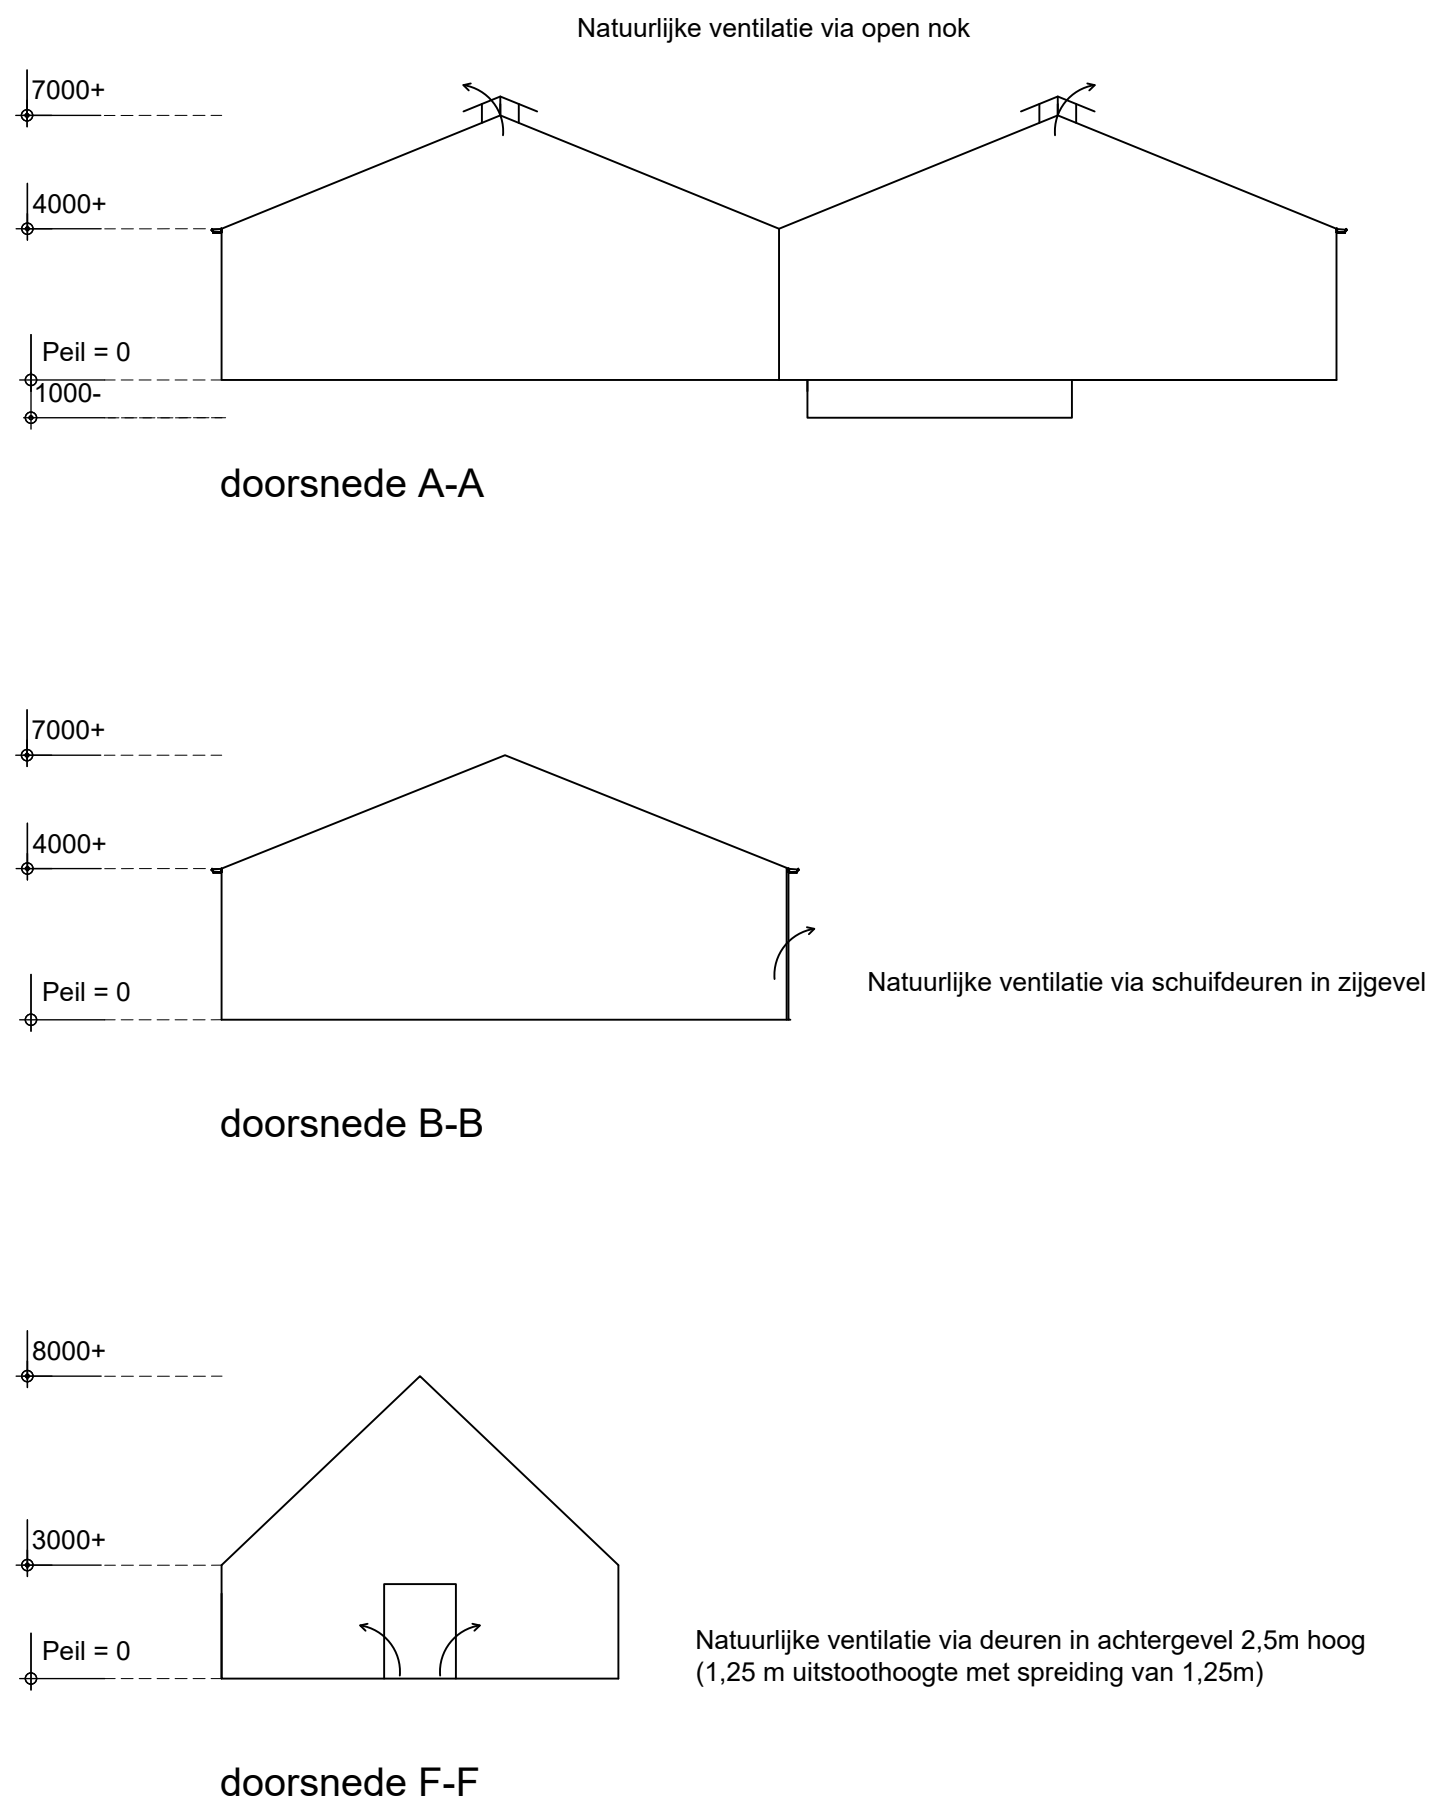 Natuurlijke ventilatie via open nok
7000+
4000+
Peil = 0
1000-
doorsnede A-A
7000+
4000+
Peil = 0
Natuurlijke ventilatie via schuifdeuren in zijgevel
doorsnede B-B
8000+
3000+
Peil = 0
Natuurlijke ventilatie via deuren in achtergevel 2,5m hoog
(1,25 m uitstoothoogte met spreiding van 1,25m)
doorsnede F-F